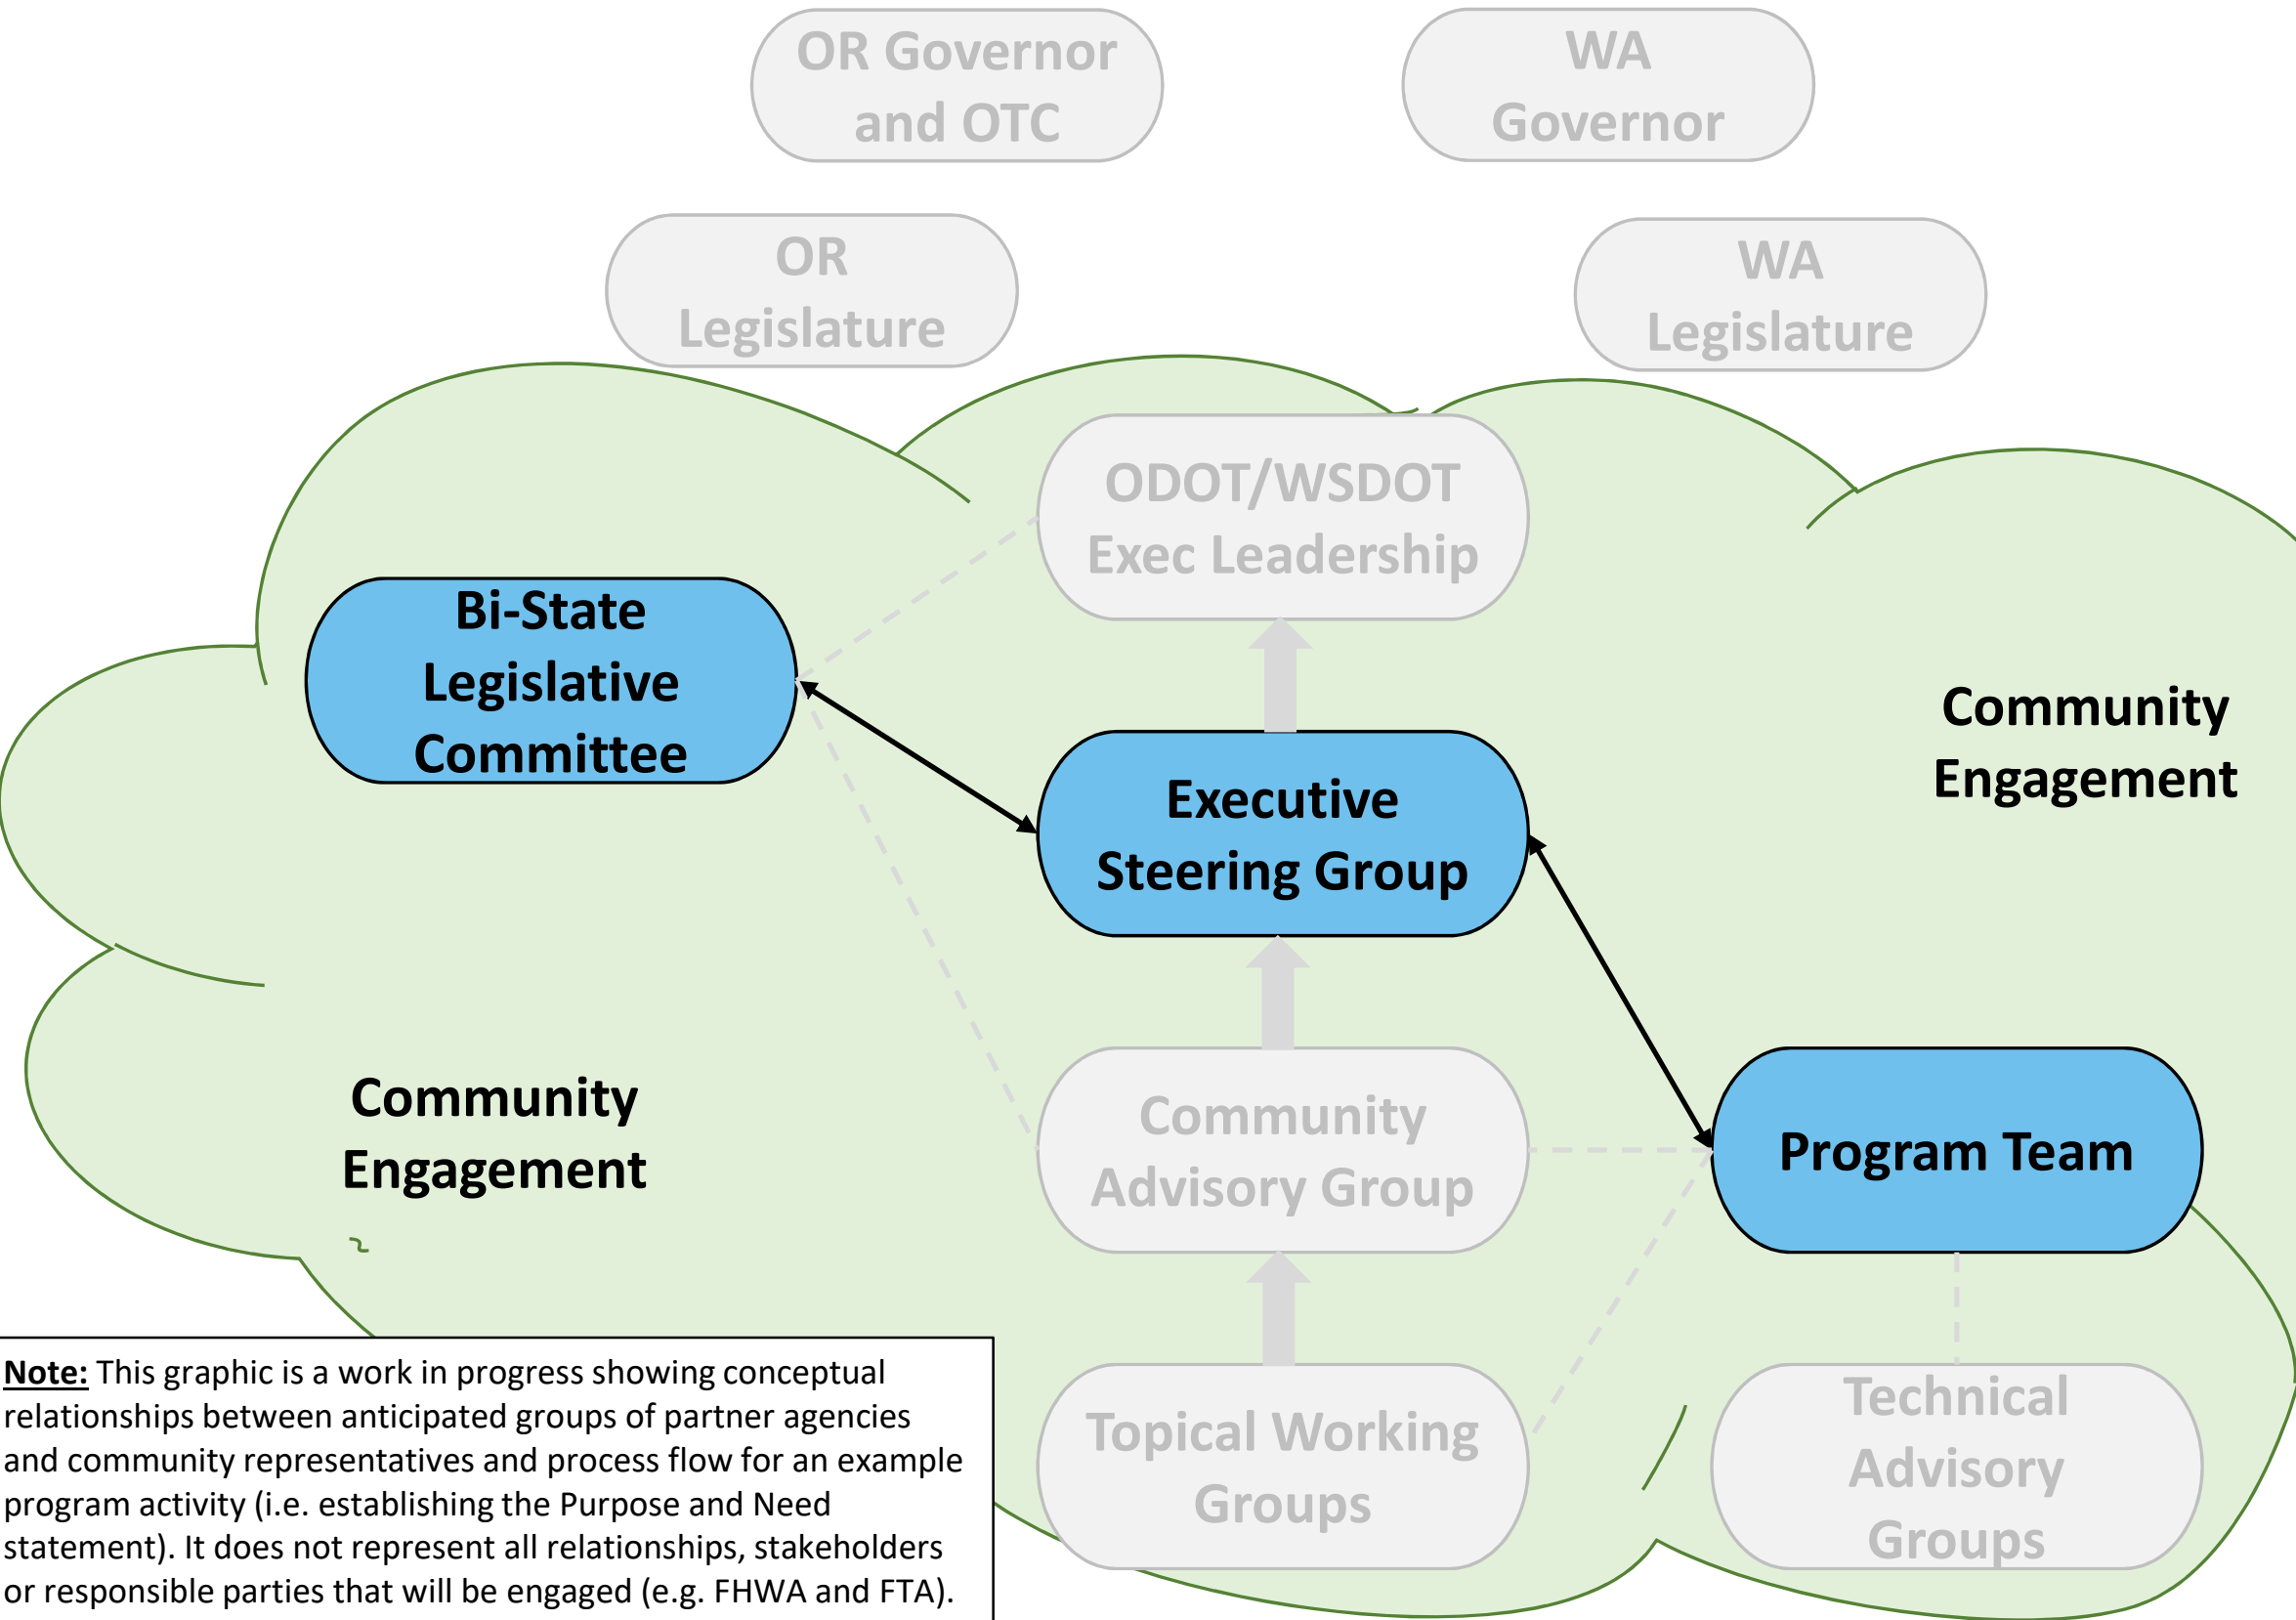 OR Governor
and OTC
WA
Governor
OR
Legislature
WA
Legislature
ODOT/WSDOT
Exec Leadership
Bi-State
Legislative
Committee
Community
Engagement
Executive
Steering Group
Community
Engagement
Community
Advisory Group
Program Team
Topical Working
Groups
Technical
Advisory
Groups
Note: This graphic is a work in progress showing conceptual
relationships between anticipated groups of partner agencies
and community representatives and process flow for an example
program activity (i.e. establishing the Purpose and Need
statement). It does not represent all relationships, stakeholders
or responsible parties that will be engaged (e.g. FHWA and FTA).